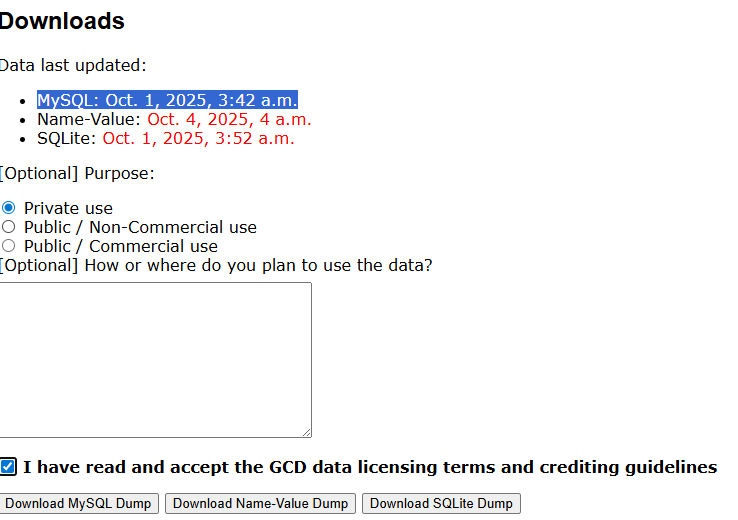 Downloads
Data last updated:
MySQL: Oct. 1, 2025, 3:42 a.m.
Name-Value: Oct. 4, 2025, 4 a.m.
SQLite: Oct. 1, 2025, 3:52 a.m.
[Optional] Purpose:
Private use
Public / Non-Commercial use
Public / Commercial use
[Optional] How or where do you plan to use the data?
I have read and accept the GCD data licensing terms and crediting guidelines
Download MySQL Dump Download Name-Value Dump Download SQLite Dump